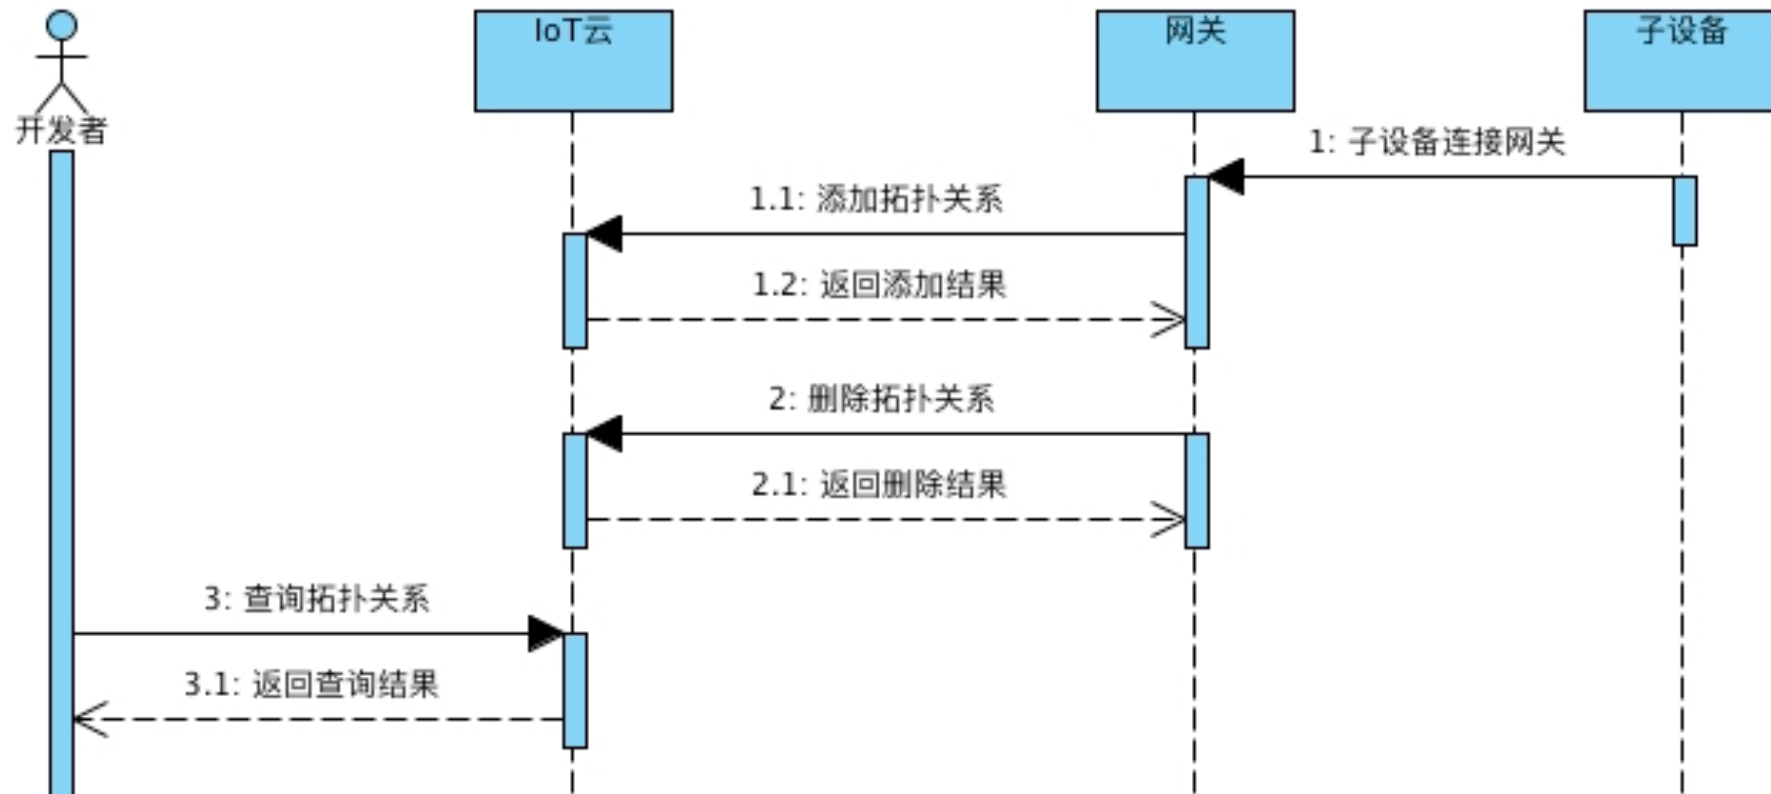 IoT云
网关
子设备
开发者
1: 子设备连接网关
1.1: 添加拓扑关系
1.2: 返回添加结果
2: 删除拓扑关系
2.1: 返回删除结果
3: 查询拓扑关系
3.1: 返回查询结果